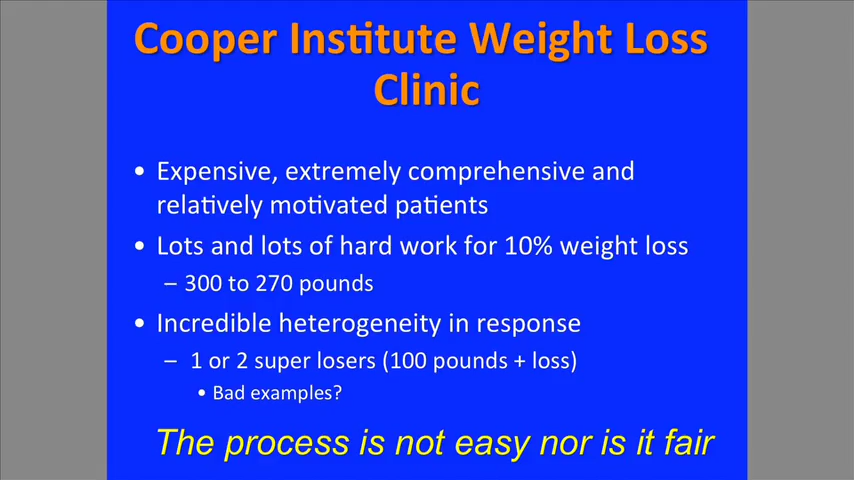 Cooper Institute Weight Loss
Clinic
• Expensive, extremely comprehensive and
relatively motivated patients
• Lots and lots of hard work for 10% weight loss
– 300 to 270 pounds
• Incredible heterogeneity in response
– 1 or 2 super losers (100 pounds + loss)
• Bad examples?
The process is not easy nor is it fair